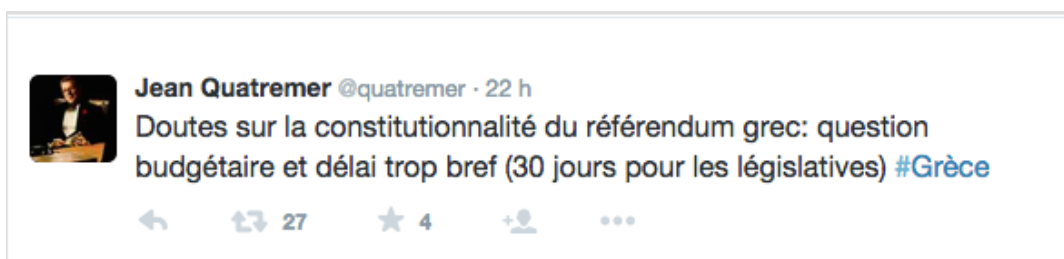 Jean Quatremer @quatremer · 22 h
Doutes sur la constitutionnalité du référendum grec: question
budgétaire et délai trop bref (30 jours pour les législatives) #Grèce
27 4